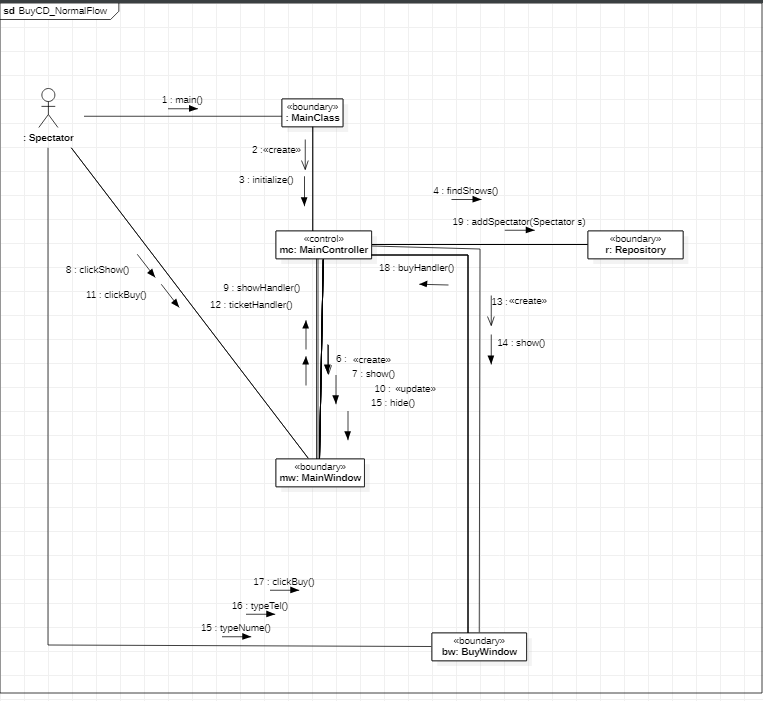 sd BuyCD_NormalFlow
1 : main()
«boundary»
: MainClass
: Spectator
2 :«create»
3 : initialize()
4 : findShows()
19 : addSpectator(Spectator s)
«control»
mc: MainController
«boundary»
r: Repository
8 : clickShow()
11 : clickBuy()
9 : showHandler()
12 : ticketHandler()
18 : buyHandler()
13 : «create»
14 : show()
6 : «create»
7 : show()
10 : «update»
15 : hide()
«boundary»
mw: MainWindow
17 : clickBuy()
16 : typeTel()
15 : typeNume()
«boundary»
bw: BuyWindow